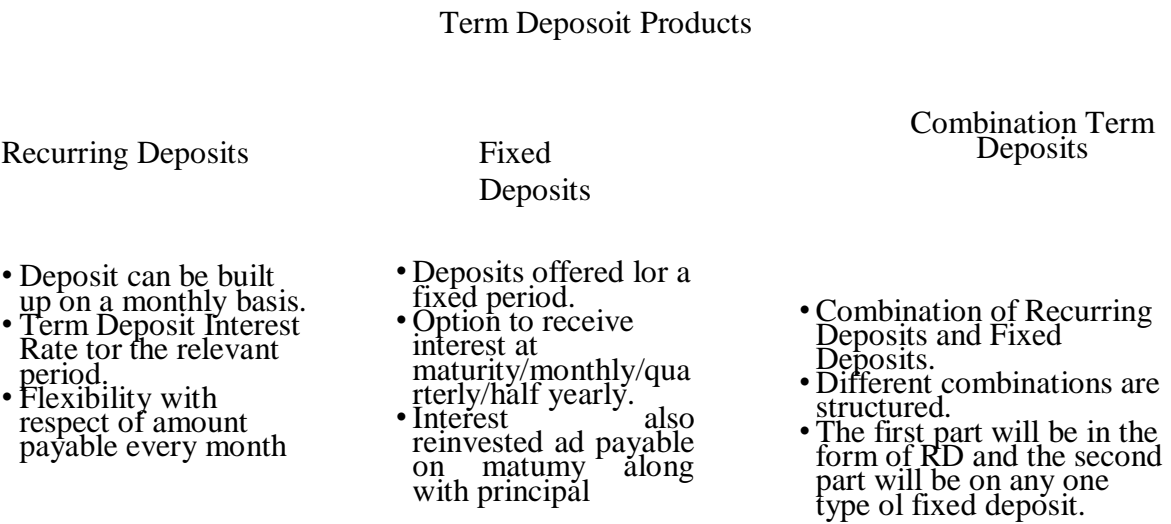 Term Deposoit Products
Recurring Deposits
Fixed
Deposits
Combination Term
Deposits
• Deposit can be built
up on a monthly basis.
• Term Deposit Interest
Rate tor the relevant
period.
• Flexibility with
respect of amount
payable every month
• Deposits offered lor a
fixed period.
• Option to receive
interest at
maturity/monthly/qua
rterly/half yearly.
• Interest also
reinvested ad payable
on matumy along
with principal
• Combination of Recurring
Deposits and Fixed
Deposits.
• Different combinations are
structured.
• The first part will be in the
form of RD and the second
part will be on any one
type ol fixed deposit.